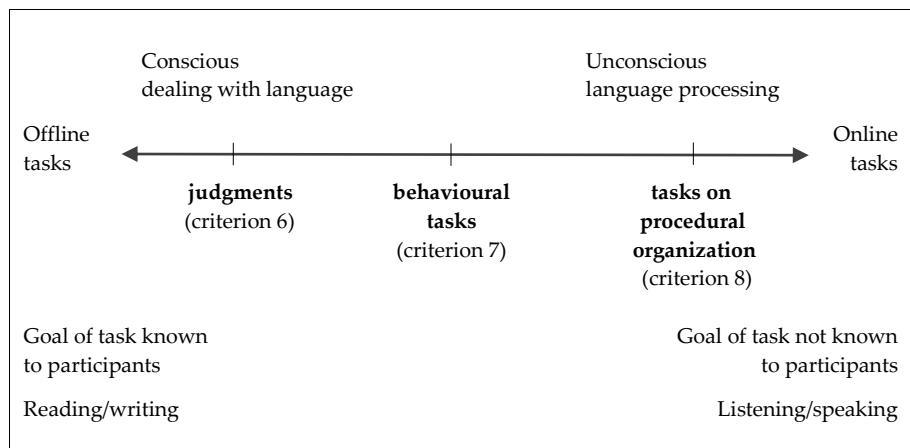 Conscious
dealing with language
Unconscious
language processing
Offline
tasks
Online
tasks
judgments
(criterion 6)
behavioural
tasks
(criterion 7)
tasks on
procedural
organization
(criterion 8)
Goal of task known
to participants
Goal of task not known
to participants
Reading/writing
Listening/speaking